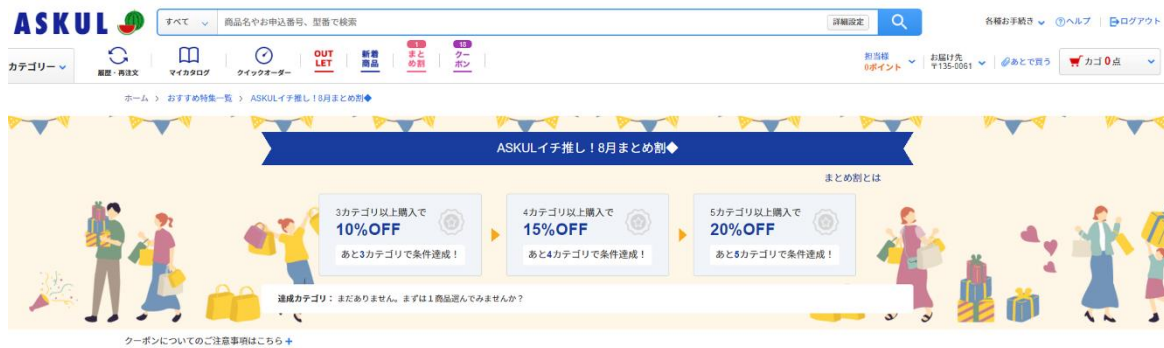 ASKUL
すべて
商品名やお申込番号、型番で検索
詳細設定
各種お手続き
?ヘルプ
ログアウト
カテゴリー
履歴・再注文
マイカタログ
クイックオーダー
OUT
LET
新着
商品
1
まと
め割
15
クー
ポン
担当様
0ポイント
お届け先
〒135-0061
あとで買う
カゴ 0 点
ホーム > おすすめ特集一覧 > ASKULイチ推し！8月まとめ割◆
ASKULイチ推し！8月まとめ割◆
まとめ割とは
3カテゴリ以上購入で
10%OFF
あと3カテゴリで条件達成！
4カテゴリ以上購入で
15%OFF
あと4カテゴリで条件達成！
5カテゴリ以上購入で
20%OFF
あと5カテゴリで条件達成！
達成カテゴリ： まだありません。まずは１商品選んでみませんか？
クーポンについてのご注意事項はこちら +